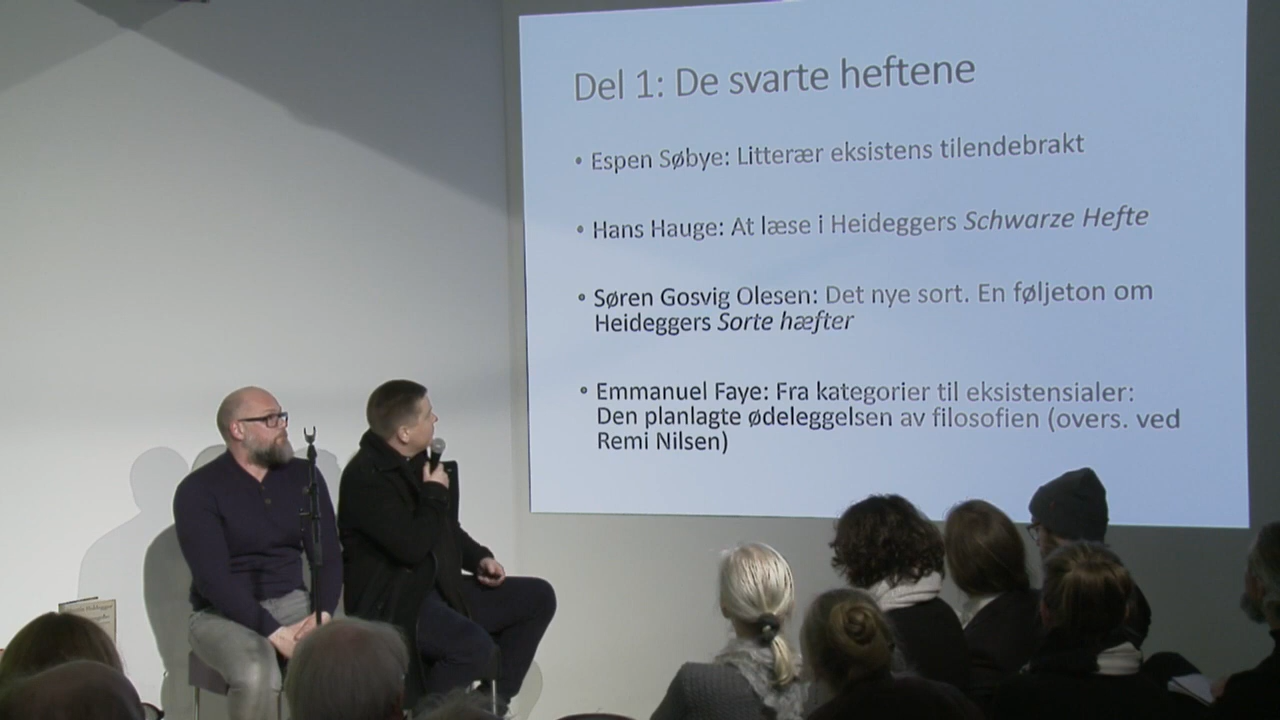 Del 1: De svarte heftene
• Espen Søbye: Litterær eksistens tilendebrakt
• Hans Hauge: At læse i Heideggers Schwarze Hefte
• Søren Gosvig Olesen: Det nye sort. En føljeton om
Heideggers Sorte hæfter
• Emmanuel Faye: Fra kategorier til eksistensialer:
Den planlagte ødeleggelsen av filosofien (overs. ved
Remi Nilsen)